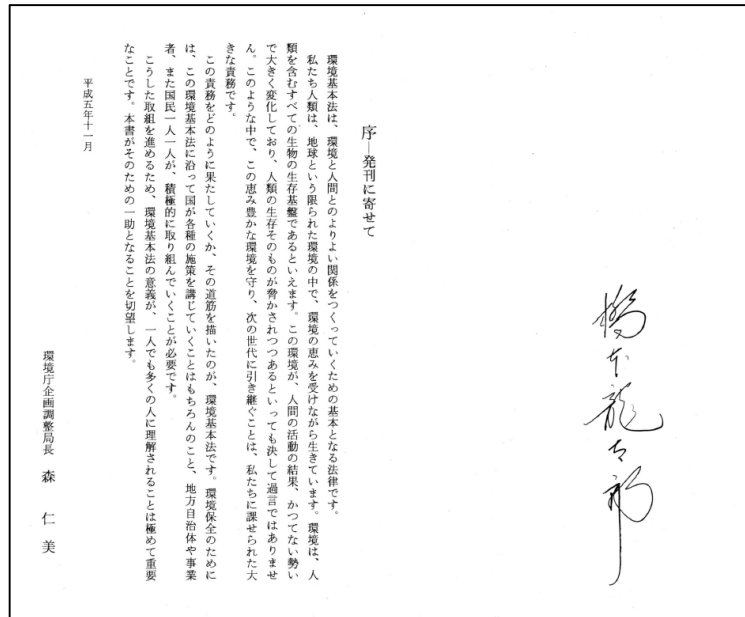 橋本龍太郎
序―発刊に寄せて
環境基本法は、環境と人間とのよりよい関係をつくっていくための基本となる法律です。
私たち人類は、地球という限られた環境の中で、環境の恵みを受けながら生きています。環境は、人
類を含むすべての生物の生存基盤であるといえます。この環境が、人間の活動の結果、かつてない勢い
で大きく変化しており、人類の生存そのものが脅かされつつあるといっても決して過言ではありませ
ん。このような中で、この恵み豊かな環境を守り、次の世代に引き継ぐことは、私たちに課せられた大
きな責務です。
この責務をどのように果たしていくか、その道筋を描いたのが、環境基本法です。環境保全のために
は、この環境基本法に沿って国が各種の施策を講じていくことはもちろんのこと、地方自治体や事業
者、また国民一人一人が、積極的に取り組んでいくことが必要です。
こうした取組を進めるため、環境基本法の意義が、一人でも多くの人に理解されることは極めて重要
なことです。本書がそのための一助となることを切望します。
平成五年十一月
環境庁企画調整局長　森　仁　美